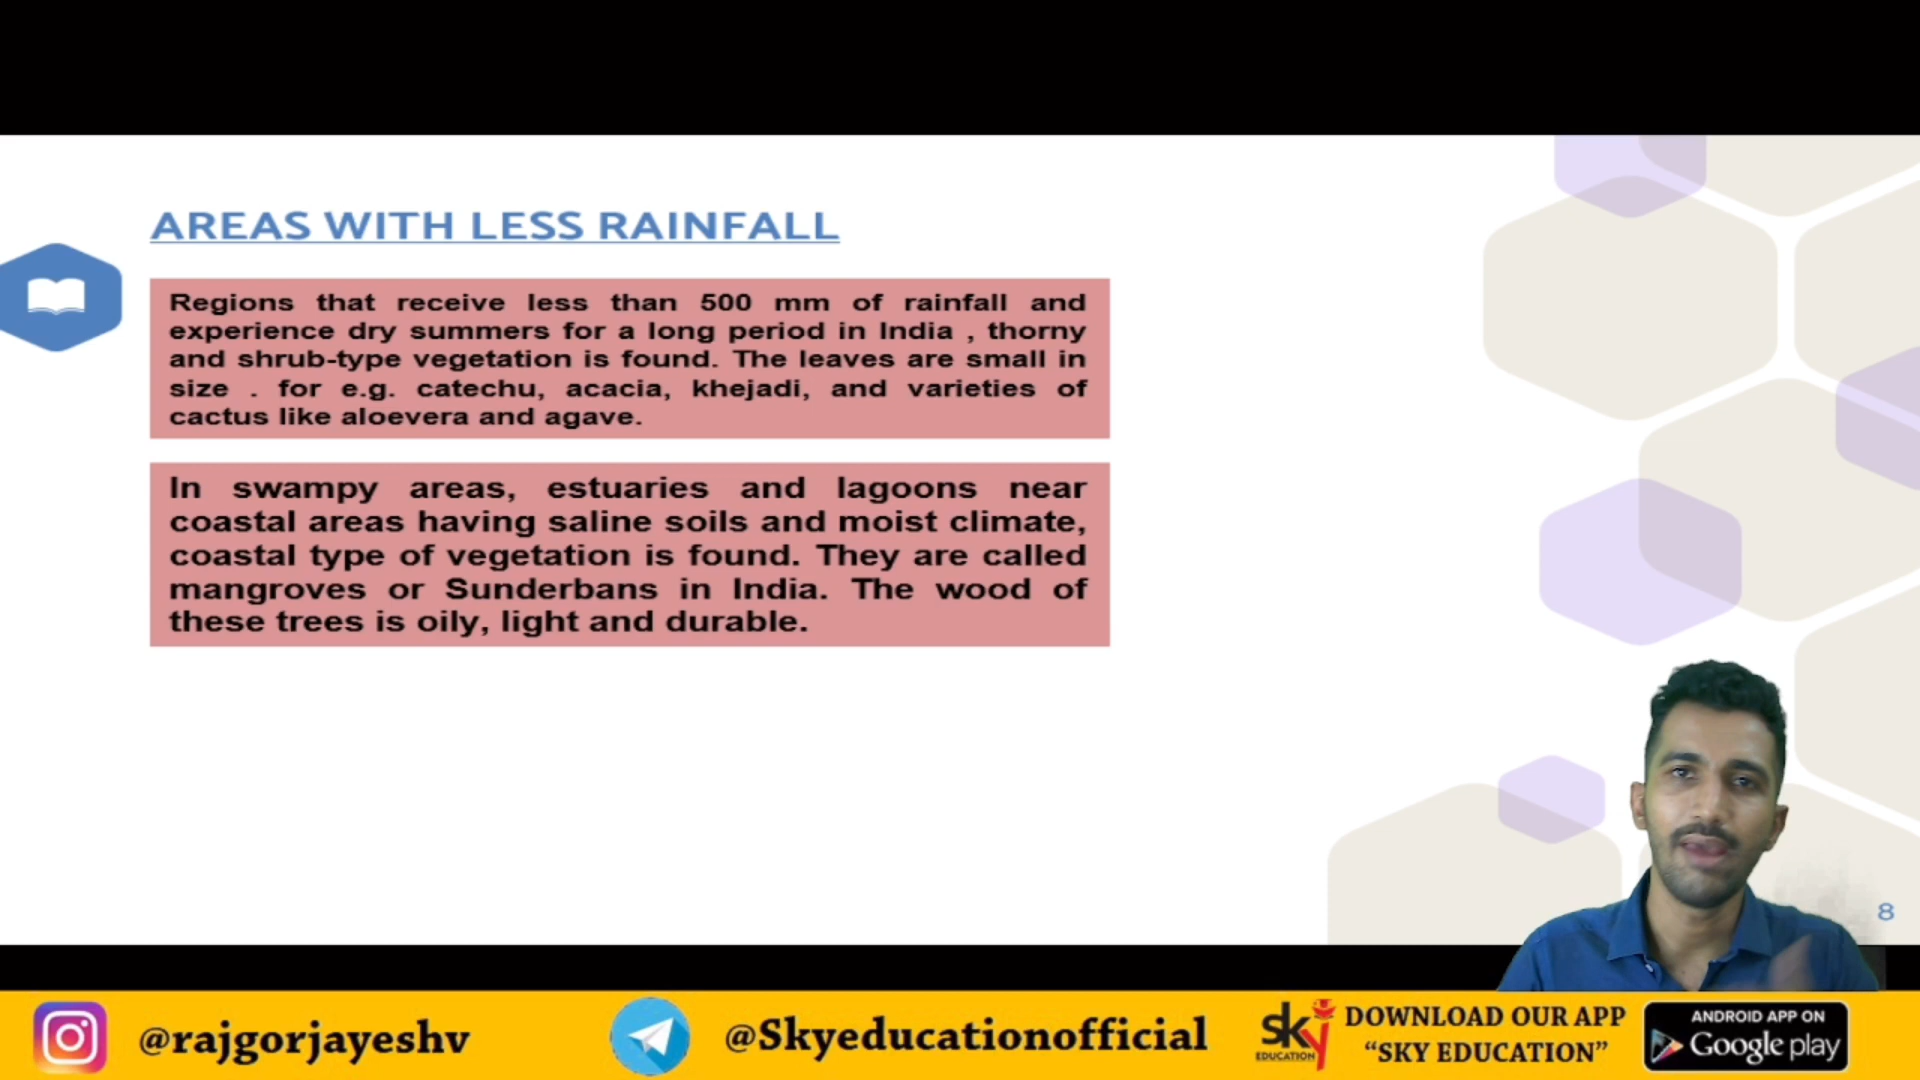 AREAS WITH LESS RAINFALL
Regions that receive less than 500 mm of rainfall and
experience dry summers for a long period in India , thorny
and shrub-type vegetation is found. The leaves are small in
size . for e.g. catechu, acacia, khejadi, and varieties of
cactus like aloevera and agave.
In swampy areas, estuaries and lagoons near
coastal areas having saline soils and moist climate,
coastal type of vegetation is found. They are called
mangroves or Sunderbans in India. The wood of
these trees is oily, light and durable.
8
@rajgorjayeshv
@Skyeducationofficial
sky
EDUCATION
DOWNLOAD OUR APP
“SKY EDUCATION”
ANDROID APP ON
Google play